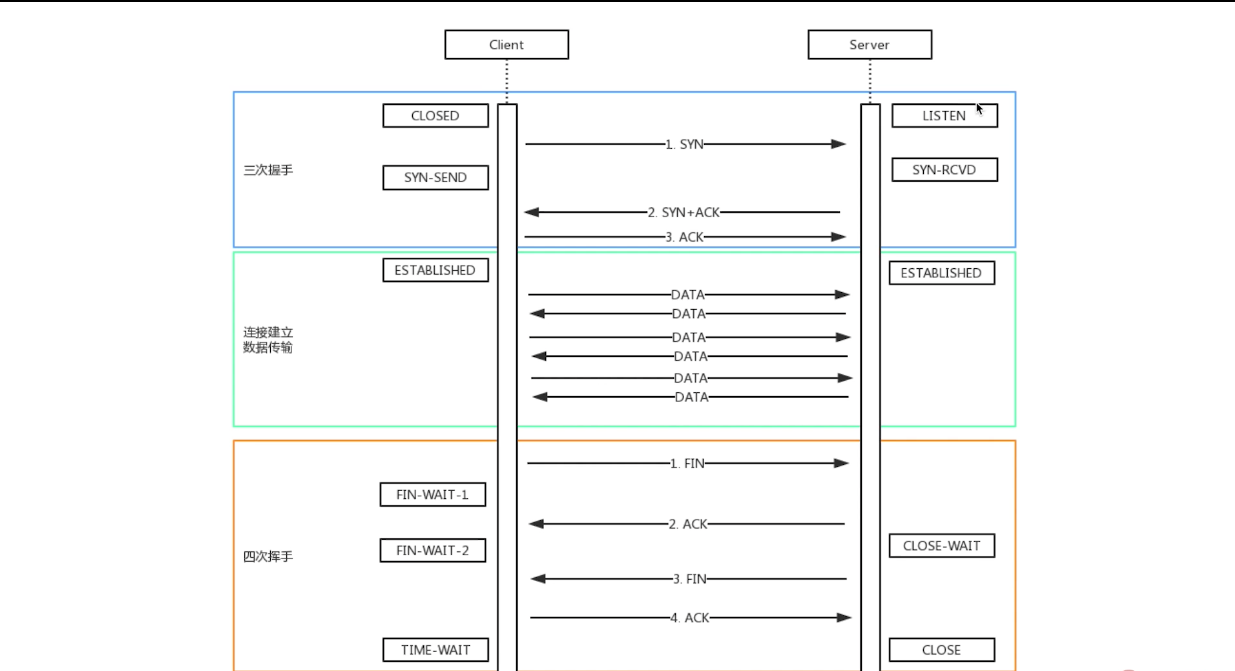 Client
Server
CLOSED
LISTEN
1. SYN
三次握手
SYN-SEND
SYN-RCVD
2. SYN+ACK
3. ACK
ESTABLISHED
ESTABLISHED
DATA
DATA
连接建立
数据传输
DATA
DATA
DATA
DATA
1. FIN
FIN-WAIT-1
2. ACK
四次挥手
FIN-WAIT-2
CLOSE-WAIT
3. FIN
4. ACK
TIME-WAIT
CLOSE